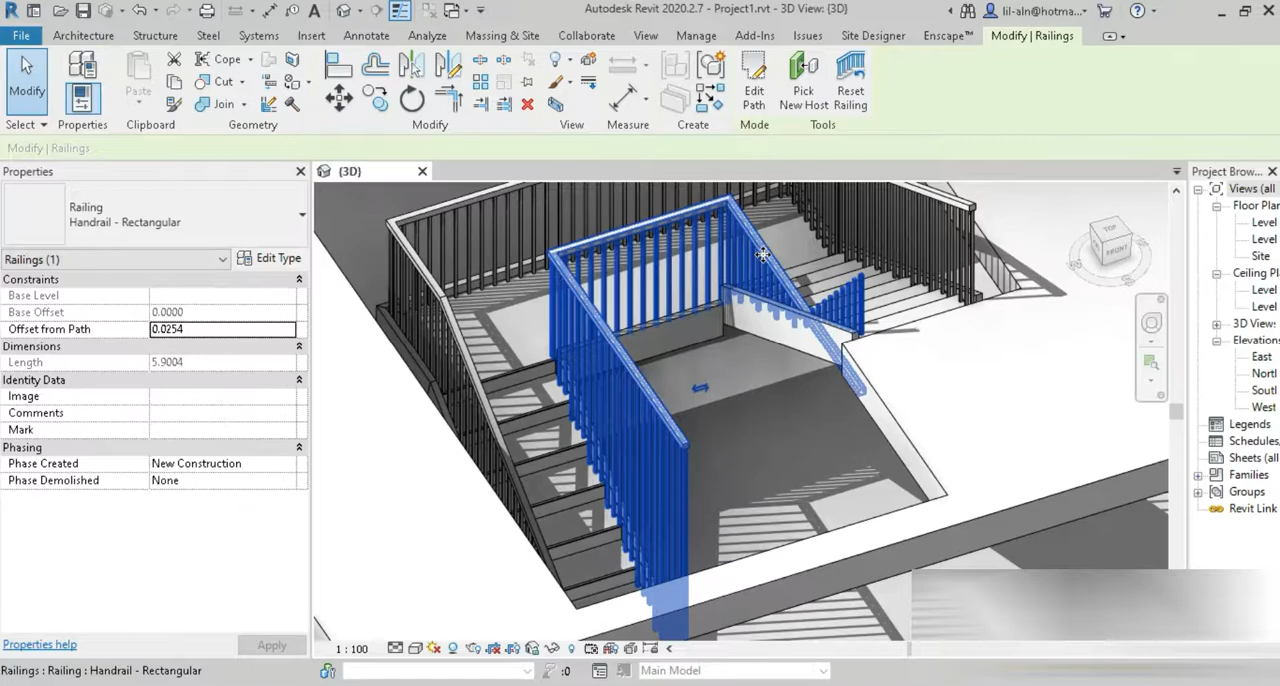 Autodesk Revit 2020.2.7 - Project1.rvt - 3D View: {3D}
lil-aln@hotma...
File Architecture Structure Steel Systems Insert Annotate Analyze Massing & Site Collaborate View Manage Add-Ins Issues Site Designer Enscape™ Modify | Railings
Modify
Paste
Cope
Cut
Join
Edit Path
Pick New Host
Reset Railing
Select Properties Clipboard Geometry Modify View Measure Create Mode Tools
Modify | Railings
Properties
{3D}
Project Brow...
Railing
Handrail - Rectangular
Railings (1)
Edit Type
Constraints
Base Level
Base Offset 0.0000
Offset from Path 0.0254
Dimensions
Length 5.9004
Identity Data
Image
Comments
Mark
Phasing
Phase Created New Construction
Phase Demolished None
TOP
FRONT
Views (all
Floor Plan
Level
Level
Site
Ceiling Pl
Level
Level
3D View:
Elevations
East
Nortl
Soutl
West
Legends
Schedules,
Sheets (all
Families
Groups
Revit Link
Properties help
Apply
1 : 100
Railings : Railing : Handrail - Rectangular
:0
Main Model